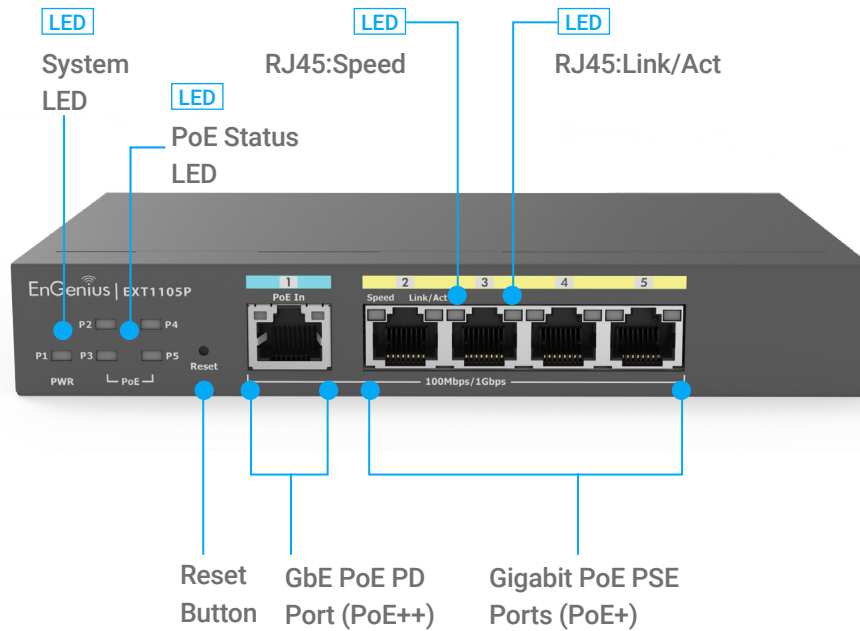 LED
System
LED
LED
PoE Status
LED
LED
RJ45:Speed
LED
RJ45:Link/Act
EnGenius | EXT1105P
P2 P4
P1 P3 P5
PWR PoE
Reset
1
PoE In
2 3 4 5
Speed Link/Act
100Mbps/1Gbps
Reset
Button
GbE PoE PD
Port (PoE++)
Gigabit PoE PSE
Ports (PoE+)